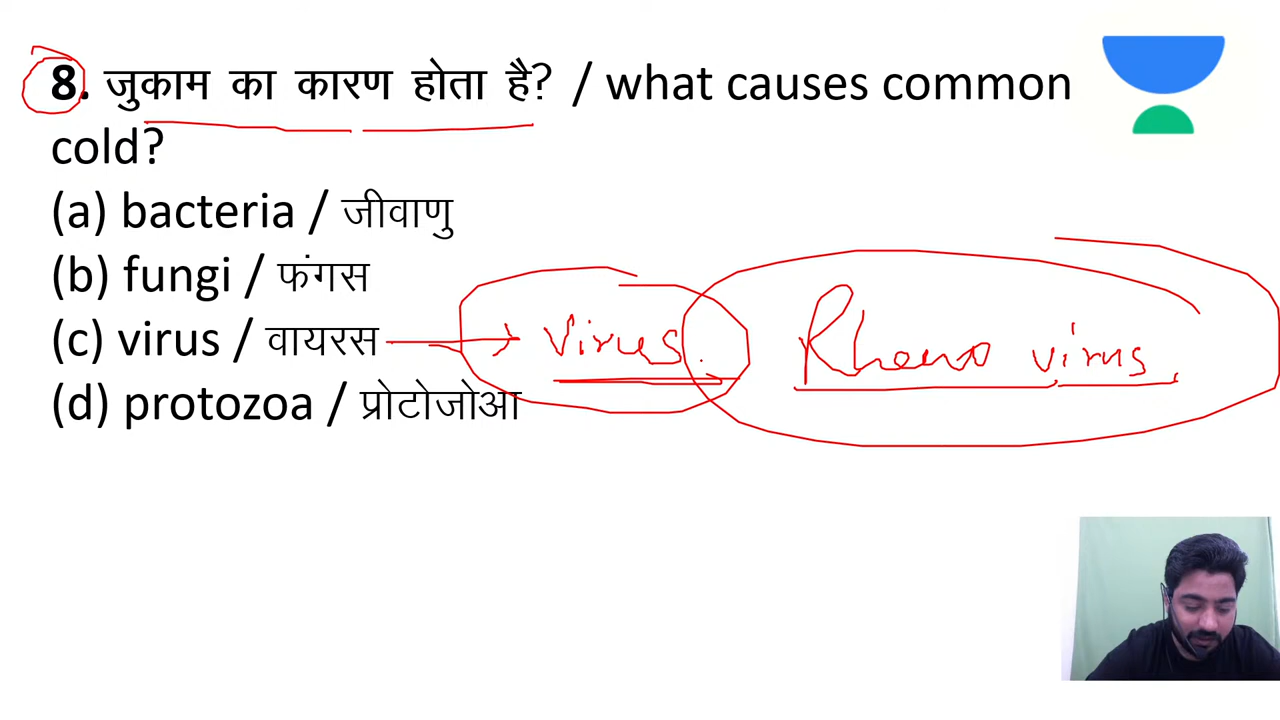 8. जुकाम का कारण होता है? / what causes common
cold?
(a) bacteria / जीवाणु
(b) fungi / फंगस
(c) virus / वायरस → virus. Rheno virus.
(d) protozoa / प्रोटोजोआ